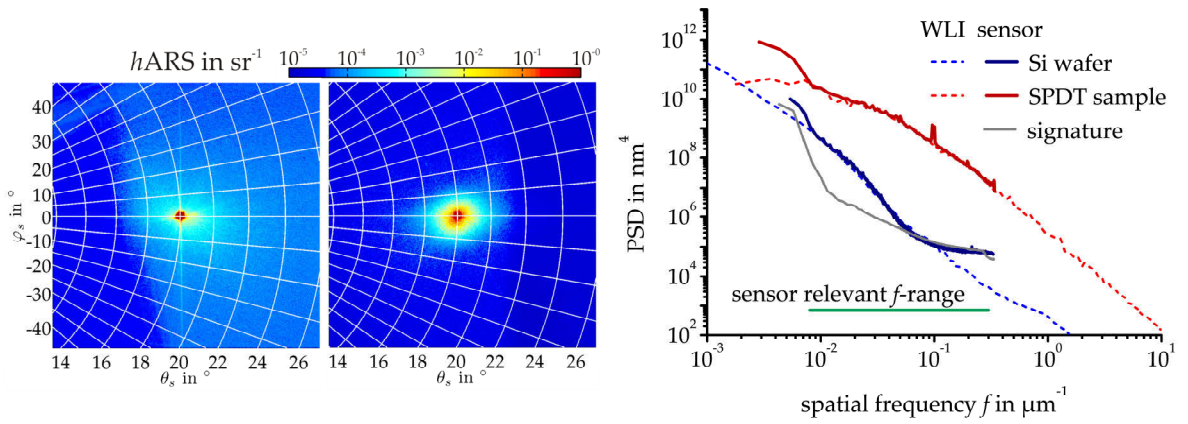 hARS in sr⁻¹
10⁻⁵ 10⁻⁴ 10⁻³ 10⁻² 10⁻¹ 10⁻⁰
φₛ in °
50
40
30
20
10
0
-10
-20
-30
-40
14 16 18 20 22 24 26
θₛ in °
14 16 18 20 22 24 26
θₛ in °
PSD in nm⁴
10¹²
10¹⁰
10⁸
10⁶
10⁴
10²
WLI sensor
Si wafer
SPDT sample
signature
sensor relevant f-range
10⁻³ 10⁻² 10⁻¹ 10⁰ 10¹
spatial frequency f in µm⁻¹